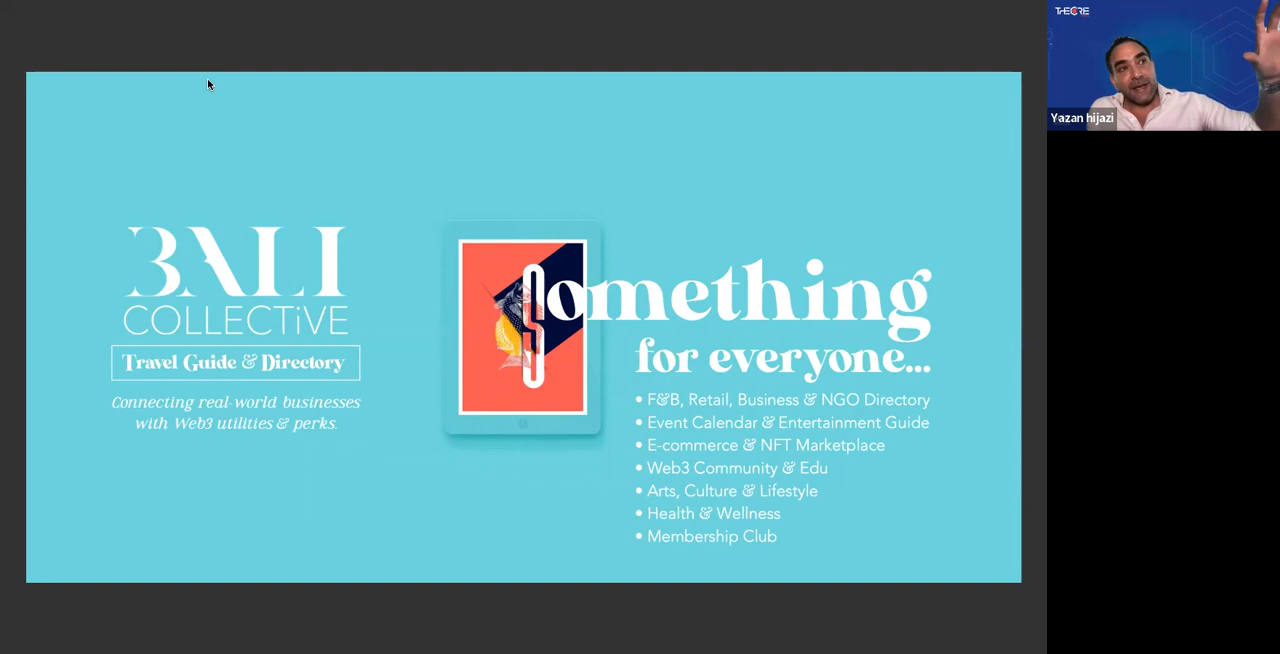 BALI
COLLECTiVE
Travel Guide & Directory
Connecting real-world businesses
with Web3 utilities & perks.
Something
for everyone...
• F&B, Retail, Business & NGO Directory
• Event Calendar & Entertainment Guide
• E-commerce & NFT Marketplace
• Web3 Community & Edu
• Arts, Culture & Lifestyle
• Health & Wellness
• Membership Club
THECRE
Yazan hijazi